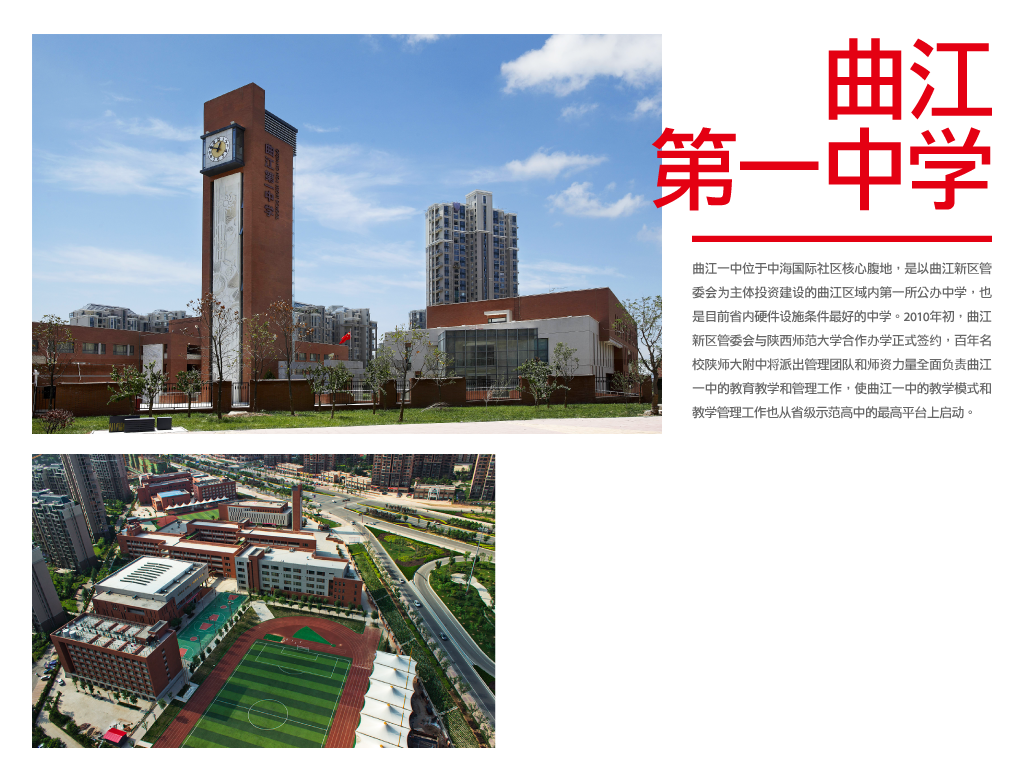 曲江
第一中学
曲江第一中学
曲江一中位于中海国际社区核心腹地，是以曲江新区管
委会为主体投资建设的曲江区域内第一所公办中学，也
是目前省内硬件设施条件最好的中学。2010年初，曲江
新区管委会与陕西师范大学合作办学正式签约，百年名
校陕师大附中将派出管理团队和师资力量全面负责曲江
一中的教育教学和管理工作，使曲江一中的教学模式和
教学管理工作也从省级示范高中的最高平台上启动。